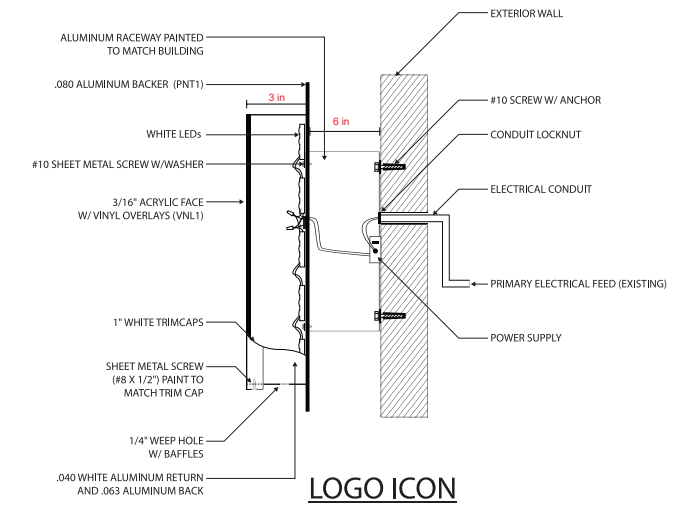 EXTERIOR WALL
ALUMINUM RACEWAY PAINTED
TO MATCH BUILDING
.080 ALUMINUM BACKER (PNT1)
3 in
6 in
#10 SCREW W/ ANCHOR
WHITE LEDs
CONDUIT LOCKNUT
#10 SHEET METAL SCREW W/WASHER
ELECTRICAL CONDUIT
3/16" ACRYLIC FACE
W/ VINYL OVERLAYS (VNL1)
PRIMARY ELECTRICAL FEED (EXISTING)
1" WHITE TRIMCAPS
POWER SUPPLY
SHEET METAL SCREW
(#8 X 1/2") PAINT TO
MATCH TRIM CAP
1/4" WEEP HOLE
W/ BAFFLES
.040 WHITE ALUMINUM RETURN
AND .063 ALUMINUM BACK
LOGO ICON